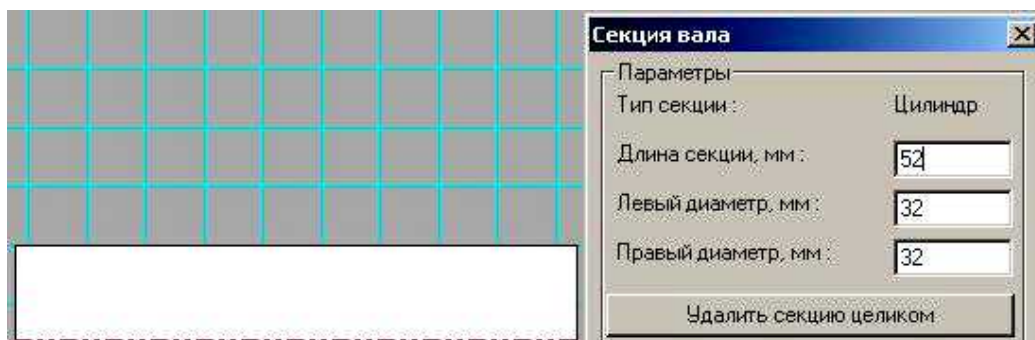 Секция вала
Параметры
Тип секции : Цилиндр
Длина секции, мм : 52
Левый диаметр, мм : 32
Правый диаметр, мм : 32
Удалить секцию целиком